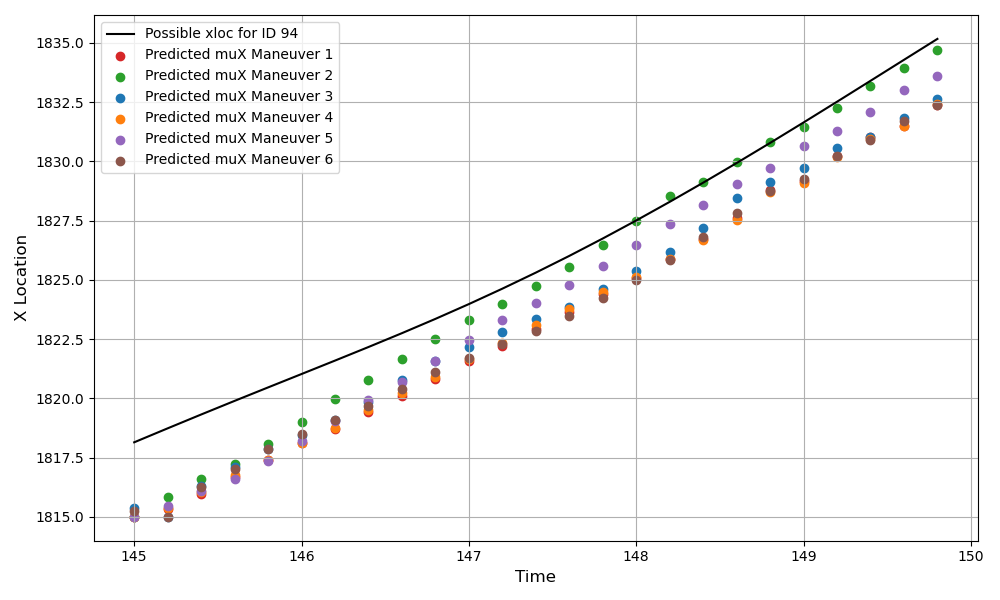 Possible xloc for ID 94
Predicted muX Maneuver 1
Predicted muX Maneuver 2
Predicted muX Maneuver 3
Predicted muX Maneuver 4
Predicted muX Maneuver 5
Predicted muX Maneuver 6
1835.0
1832.5
1830.0
1827.5
1825.0
1822.5
1820.0
1817.5
1815.0
X Location
145 146 147 148 149 150
Time